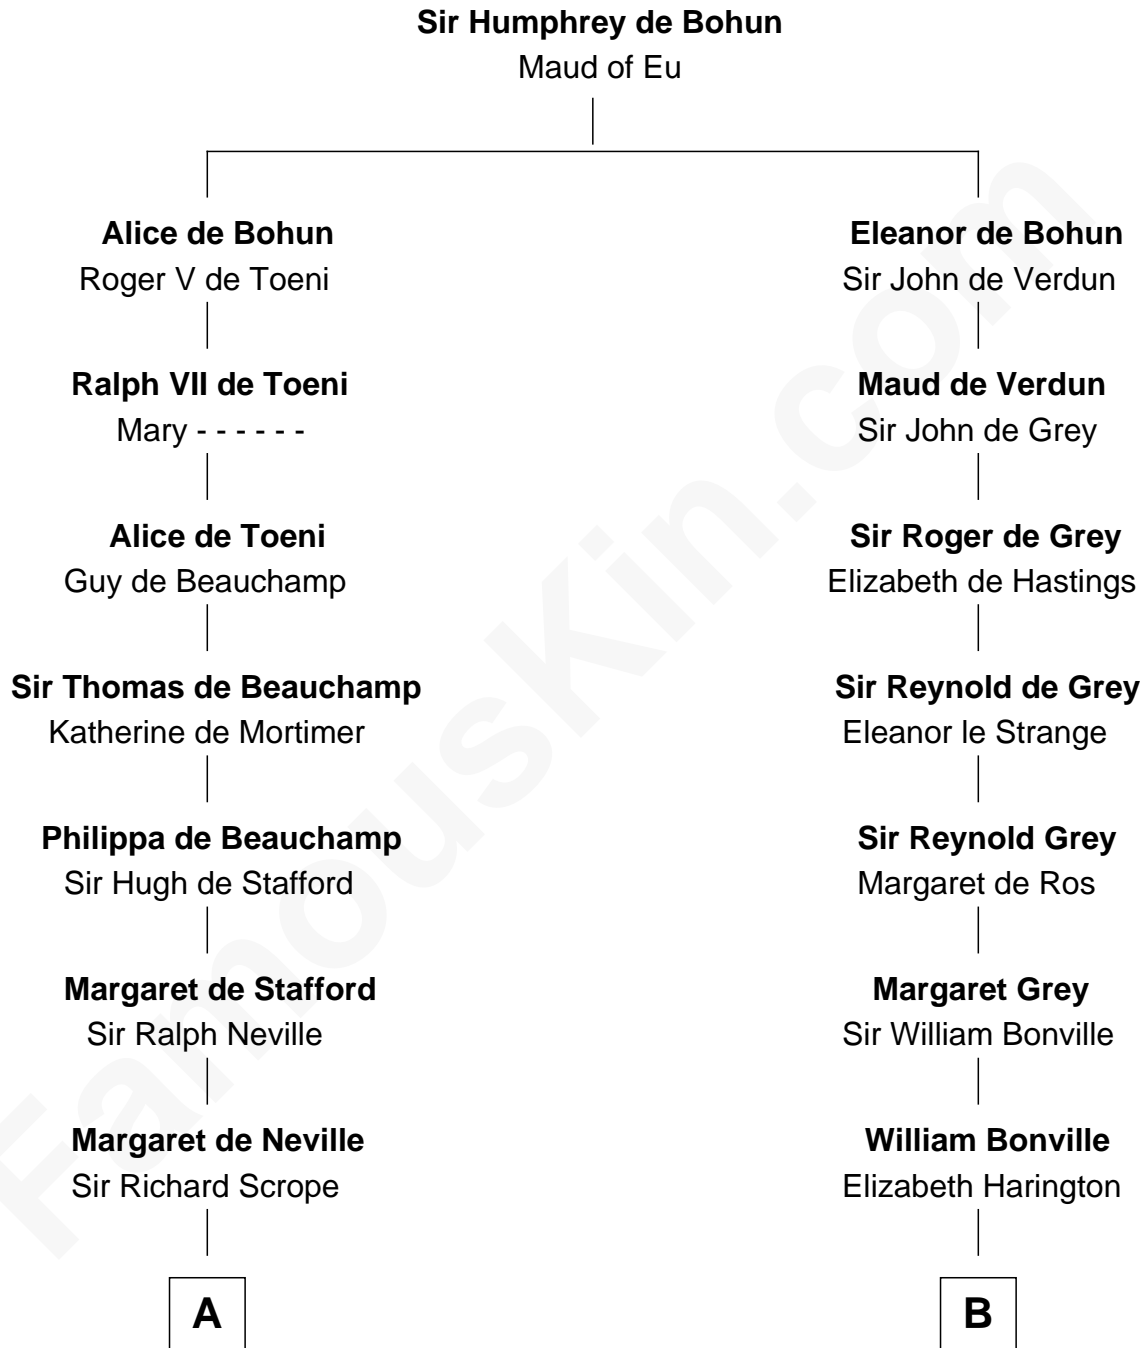 Sir Humphrey de Bohun
Maud of Eu
Alice de Bohun
Roger V de Toeni
Eleanor de Bohun
Sir John de Verdun
Ralph VII de Toeni
Mary - - - - - -
Maud de Verdun
Sir John de Grey
Alice de Toeni
Guy de Beauchamp
Sir Roger de Grey
Elizabeth de Hastings
Sir Thomas de Beauchamp
Katherine de Mortimer
Sir Reynold de Grey
Eleanor le Strange
Philippa de Beauchamp
Sir Hugh de Stafford
Sir Reynold Grey
Margaret de Ros
Margaret de Stafford
Sir Ralph Neville
Margaret Grey
Sir William Bonville
Margaret de Neville
Sir Richard Scrope
William Bonville
Elizabeth Harington
A
B
FamousKin.com